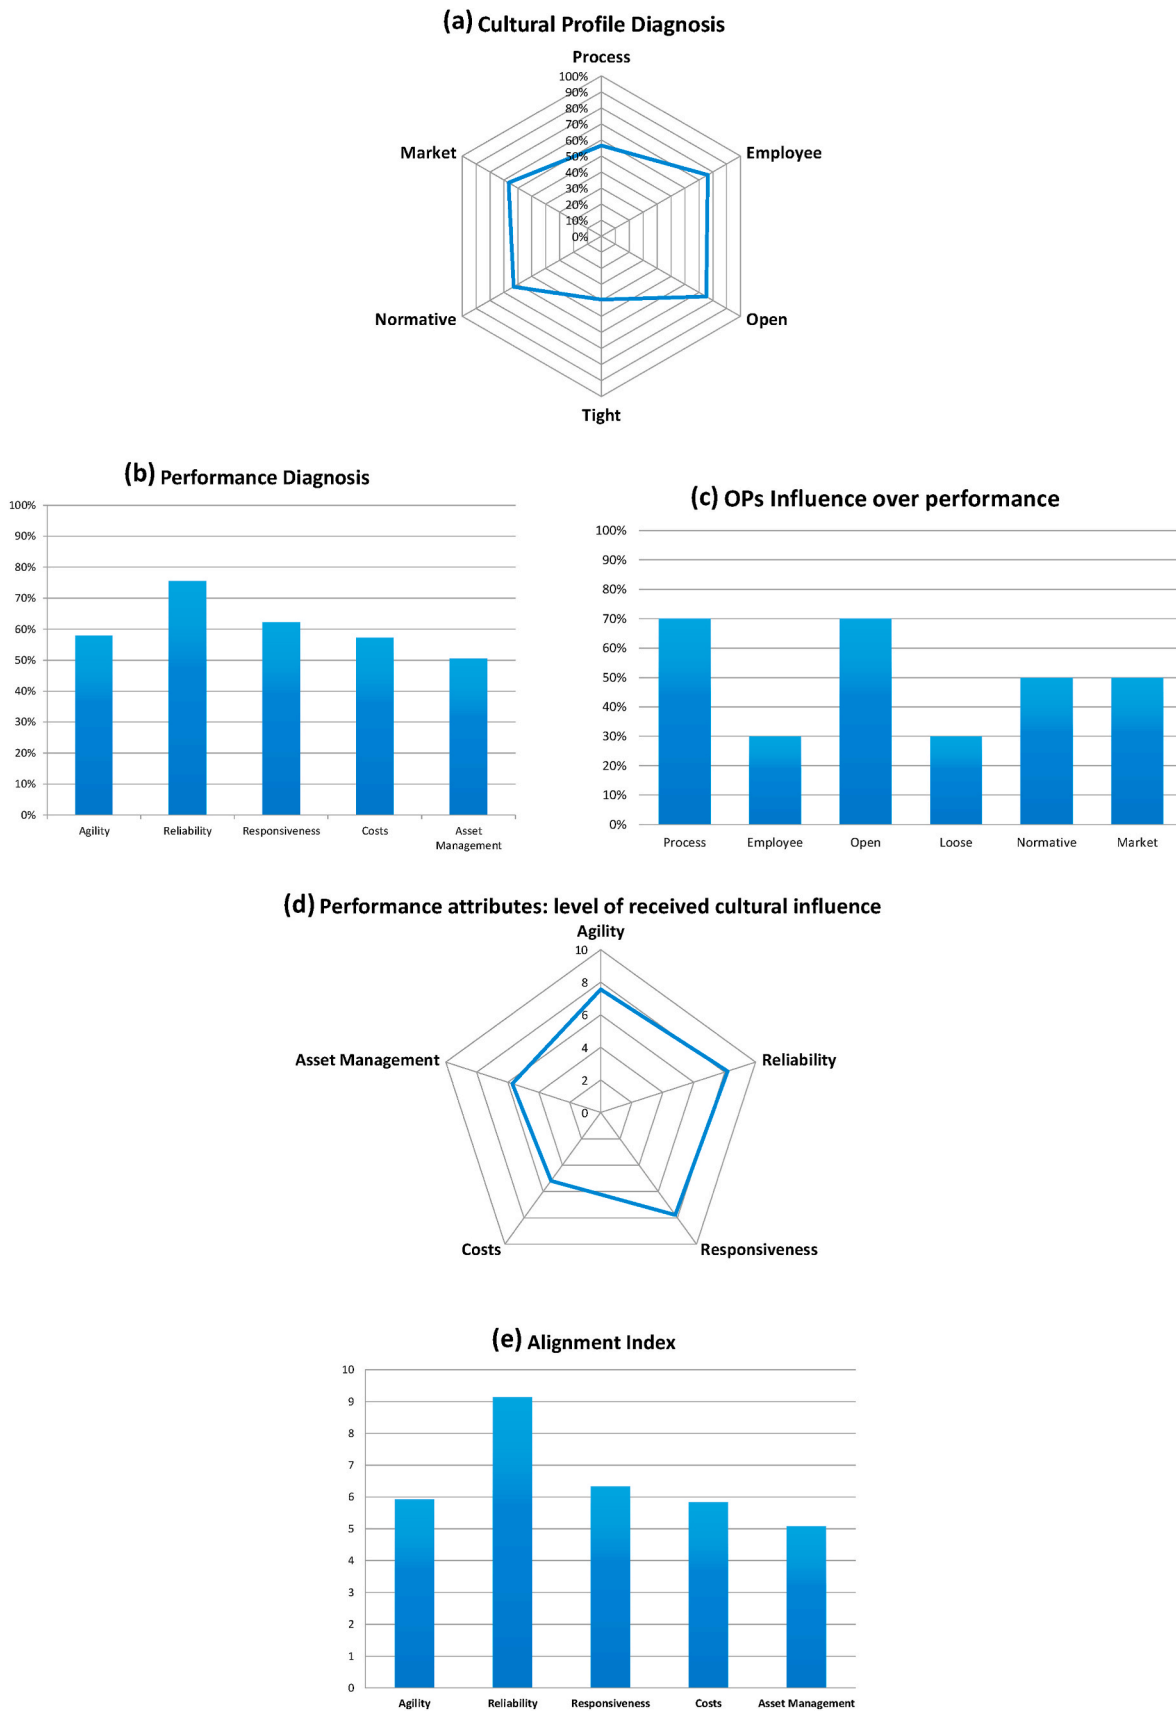 (a) Cultural Profile Diagnosis
Process
100%
90%
80%
70%
60%
50%
40%
30%
20%
10%
0%
Market
Employee
Normative
Open
Tight
(b) Performance Diagnosis
100%
90%
80%
70%
60%
50%
40%
30%
20%
10%
0%
Agility
Reliability
Responsiveness
Costs
Asset
Management
(c) OPs Influence over performance
100%
90%
80%
70%
60%
50%
40%
30%
20%
10%
0%
Process
Employee
Open
Loose
Normative
Market
(d) Performance attributes: level of received cultural influence
Agility
10
8
6
4
2
0
Asset Management
Reliability
Costs
Responsiveness
(e) Alignment Index
10
9
8
7
6
5
4
3
2
1
0
Agility
Reliability
Responsiveness
Costs
Asset Management